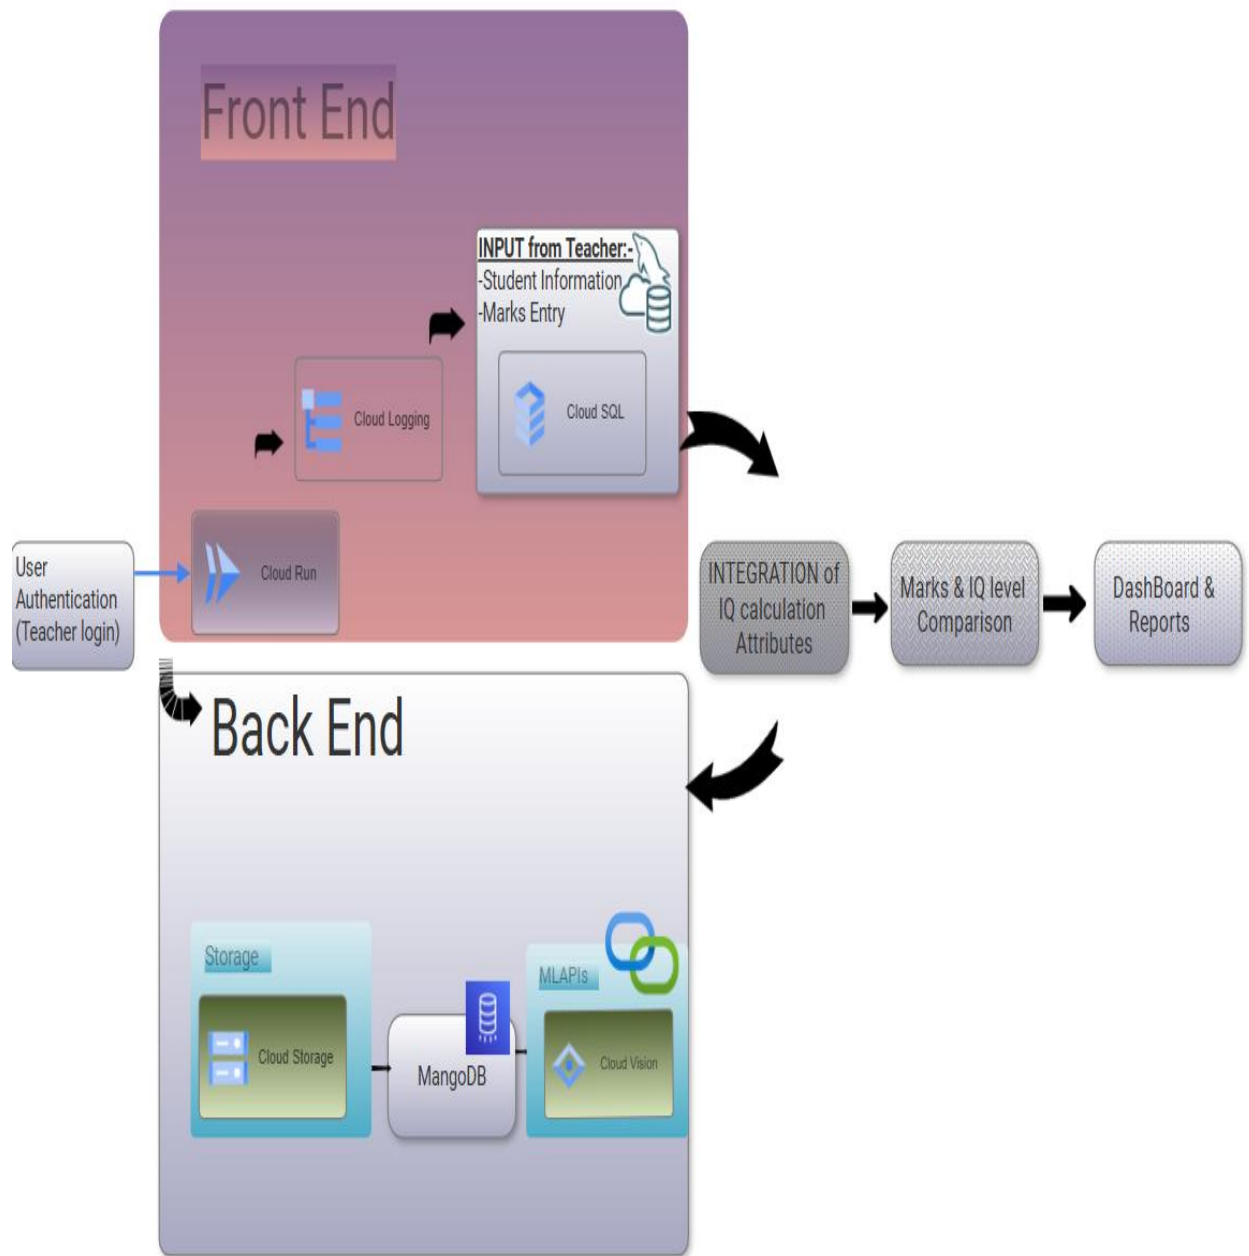 Front End
INPUT from Teacher:-
-Student Information
-Marks Entry
Cloud SQL
Cloud Logging
Cloud Run
User
Authentication
(Teacher login)
INTEGRATION of
IQ calculation
Attributes
Marks & IQ level
Comparison
DashBoard &
Reports
Back End
Storage
Cloud Storage
MangoDB
MLAPIs
Cloud Vision